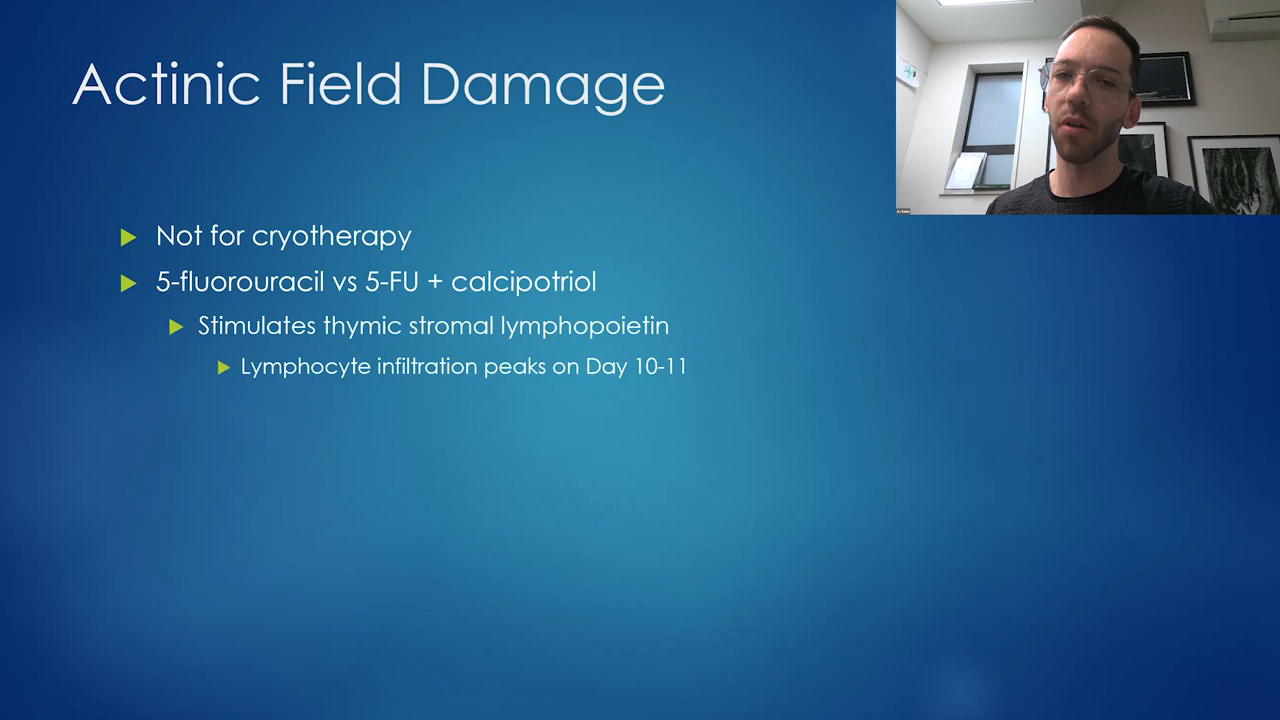 Actinic Field Damage
Not for cryotherapy
5-fluorouracil vs 5-FU + calcipotriol
Stimulates thymic stromal lymphopoietin
Lymphocyte infiltration peaks on Day 10-11